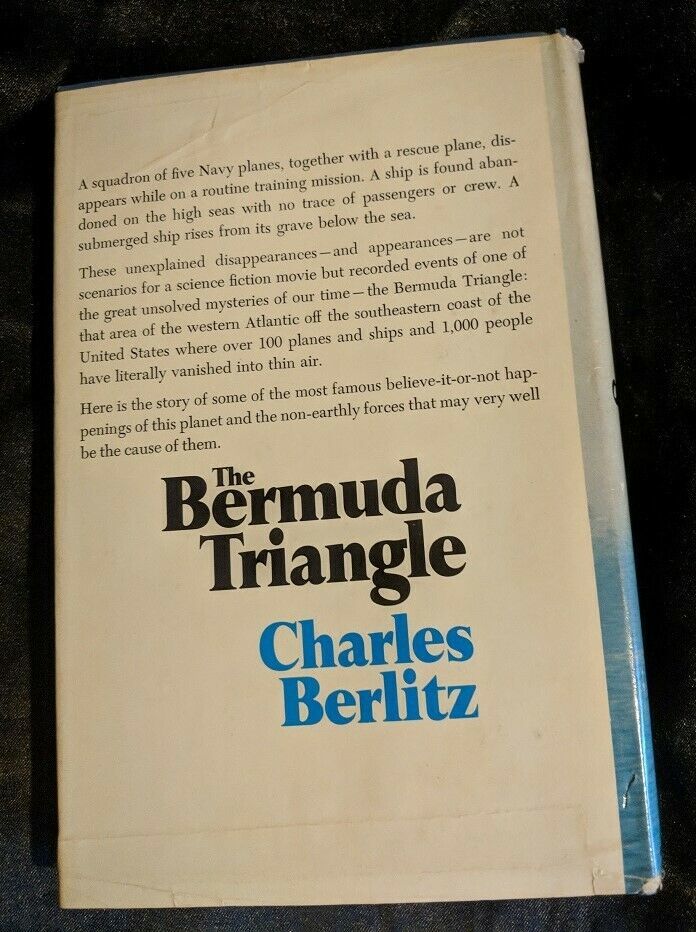 A squadron of five Navy planes, together with a rescue plane, dis-
appears while on a routine training mission. A ship is found aban-
doned on the high seas with no trace of passengers or crew. A
submerged ship rises from its grave below the sea.
These unexplained disappearances—and appearances—are not
scenarios for a science fiction movie but recorded events of one of
the great unsolved mysteries of our time—the Bermuda Triangle:
that area of the western Atlantic off the southeastern coast of the
United States where over 100 planes and ships and 1,000 people
have literally vanished into thin air.
Here is the story of some of the most famous believe-it-or-not hap-
penings of this planet and the non-earthly forces that may very well
be the cause of them.
The
Bermuda
Triangle
Charles
Berlitz